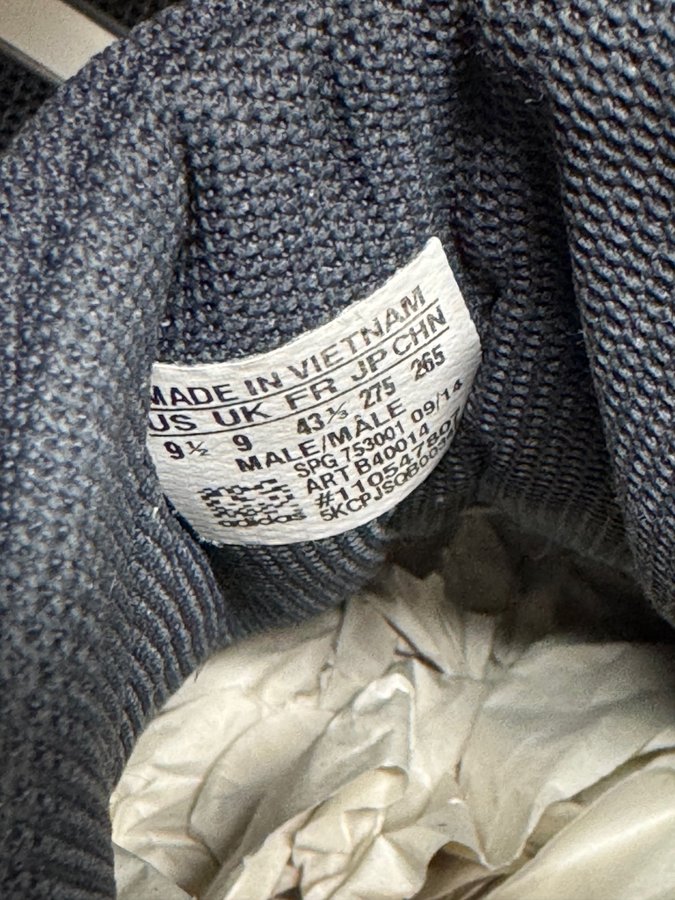 MADE IN VIETNAM
US UK FR JP CHN
9½ 9 43⅓ 275 265
MALE/MÂLE
SPG 753001 09/14
ART B40014
#110547807
adidas